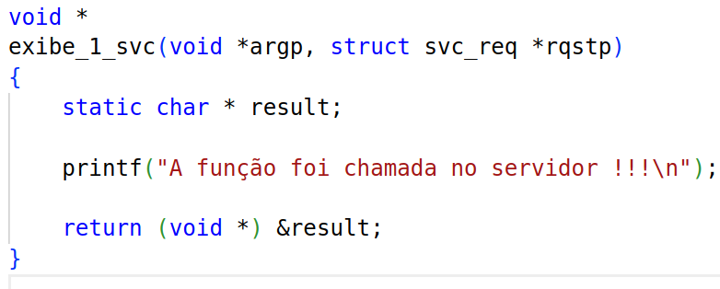 void *
exibe_1_svc(void *argp, struct svc_req *rqstp)
{
static char * result;
printf("A função foi chamada no servidor !!!\n");
return (void *) &result;
}